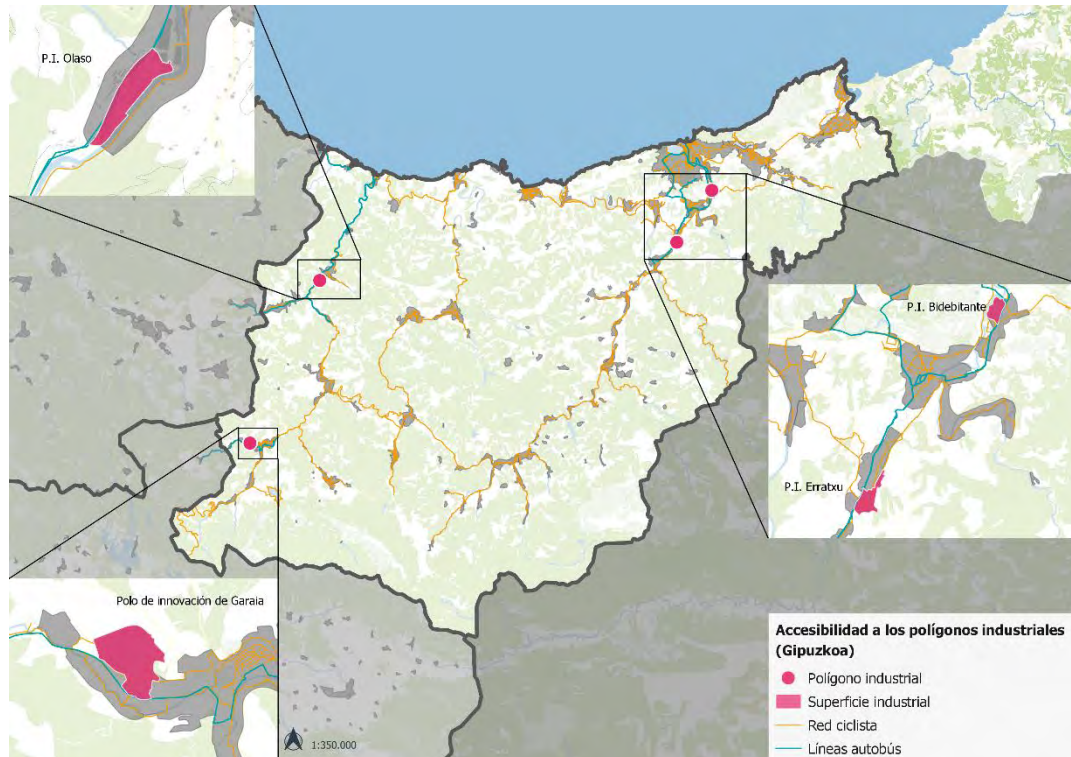 P.I. Olaso
P.I. Bidebitante
P.I. Erratxu
Polo de innovación de Garaia
Accesibilidad a los polígonos industriales
(Gipuzkoa)
Polígono industrial
Superficie industrial
Red ciclista
Líneas autobús
1:350.000